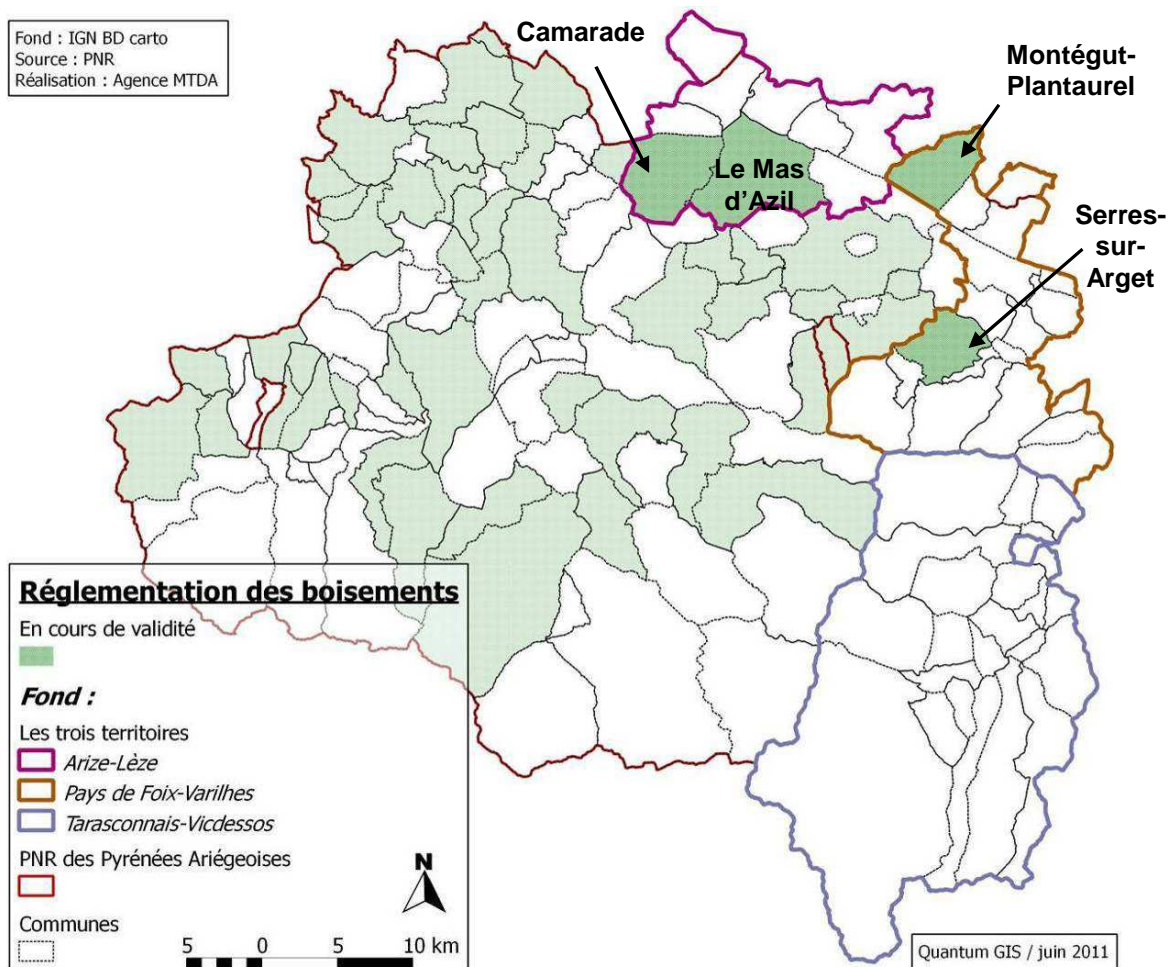 Fond : IGN BD carto
Source : PNR
Réalisation : Agence MTDA
Camarade
Montégut-
Plantaurel
Le Mas
d'Azil
Serres-
sur-
Arget
Réglementation des boisements
En cours de validité
Fond :
Les trois territoires
Arize-Lèze
Pays de Foix-Varilhes
Tarasconnais-Vicdessos
PNR des Pyrénées Ariégeoises
N
Communes
5 0 5 10 km
Quantum GIS / juin 2011